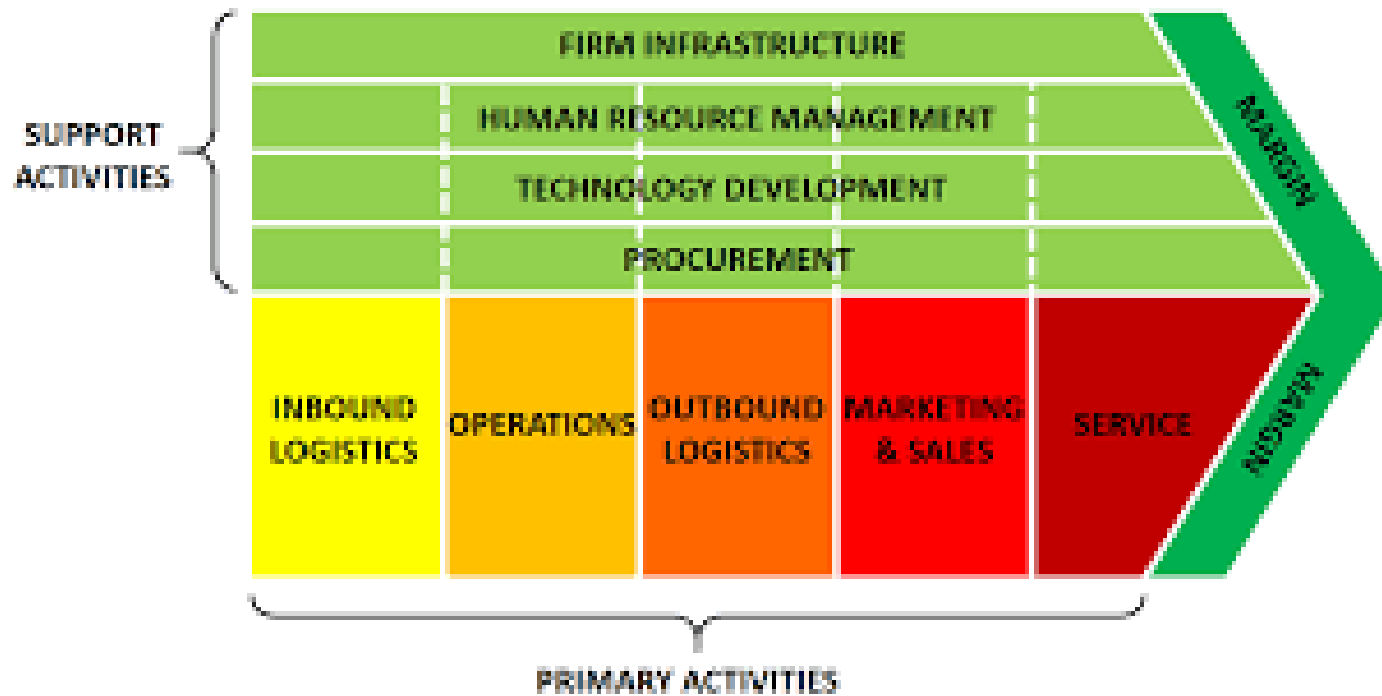 FIRM INFRASTRUCTURE
HUMAN RESOURCE MANAGEMENT
TECHNOLOGY DEVELOPMENT
PROCUREMENT
SUPPORT
ACTIVITIES
MARGIN
INBOUND
LOGISTICS
OPERATIONS
OUTBOUND
LOGISTICS
MARKETING
& SALES
SERVICE
MARGIN
PRIMARY ACTIVITIES